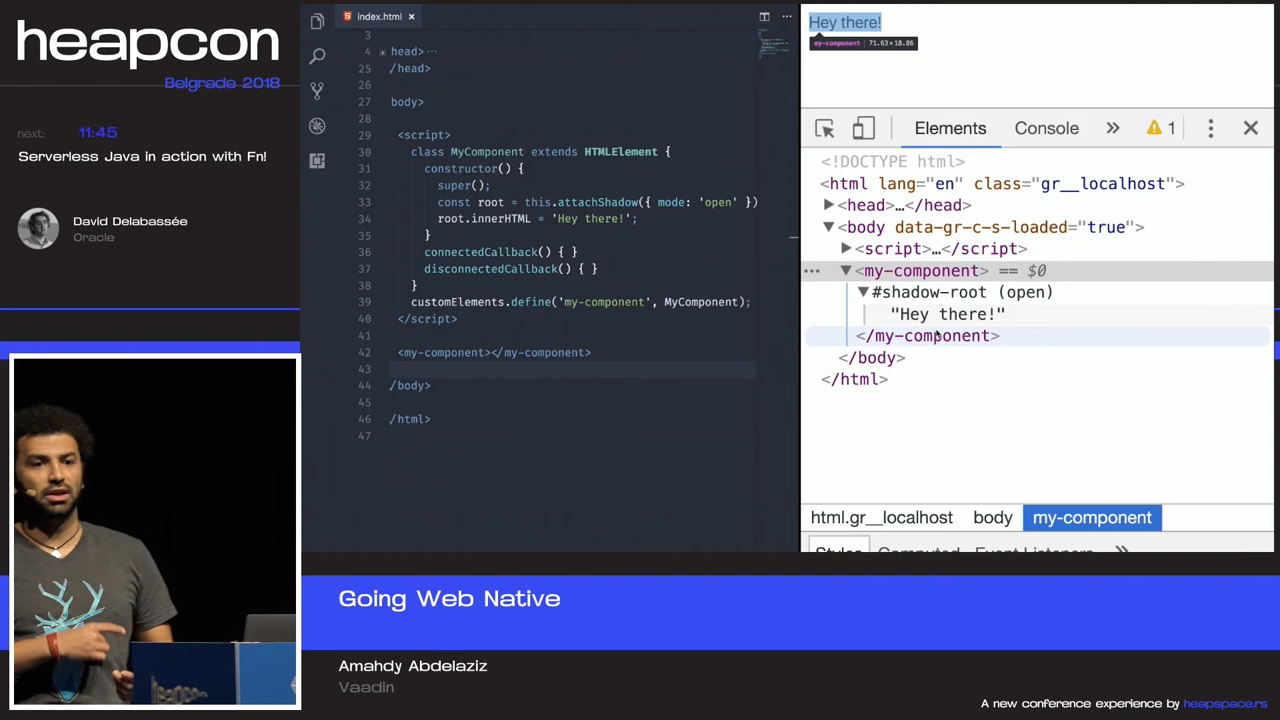 heapcon
Belgrade 2018
next: 11:45
Serverless Java in action with Fn!
David Delabassée
Oracle
index.html ×
3
4 head> ...
25 /head>
26
27 body>
28
29 <script>
30 class MyComponent extends HTMLElement {
31 constructor() {
32 super();
33 const root = this.attachShadow({ mode: 'open' })
34 root.innerHTML = 'Hey there!';
35 }
36 connectedCallback() { }
37 disconnectedCallback() { }
38 }
39 customElements.define('my-component', MyComponent);
40 </script>
41
42 <my-component></my-component>
43
44 /body>
45
46 /html>
47
Hey there!
my-component | 71.63×18.86
Elements Console » 1
<!DOCTYPE html>
<html lang="en" class="gr__localhost">
<head>…</head>
<body data-gr-c-s-loaded="true">
<script>…</script>
<my-component> == $0
#shadow-root (open)
"Hey there!"
</my-component>
</body>
</html>
html.gr__localhost body my-component
Styles Computed Event Listeners »
Going Web Native
Amahdy Abdelaziz
Vaadin
heapcon
A new conference experience by heapspace.rs